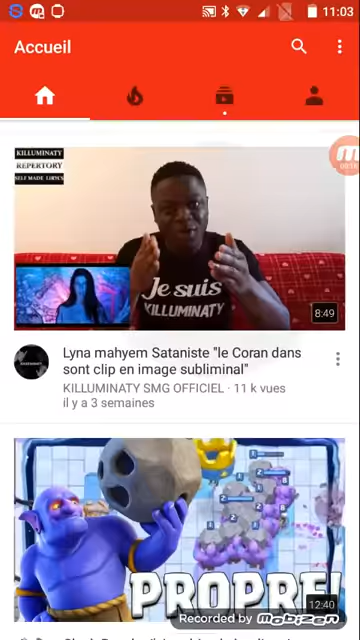 11:03
Accueil
KILLUMINATY
REPERTORY
SELF MADE LYRICS
Je suis
KILLUMINATY
8:49
Lyna mahyem Sataniste "le Coran dans
sont clip en image subliminal"
KILLUMINATY SMG OFFICIEL · 11 k vues
il y a 3 semaines
PROPRE!
12:40
Recorded by mobizen